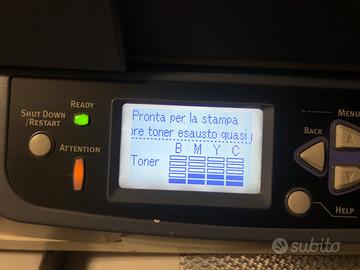 SHUT DOWN
/RESTART
READY
ATTENTION
Pronta per la stampa
ore toner esausto quasi
B M Y C
Toner
MENU
BACK
HELP
subito